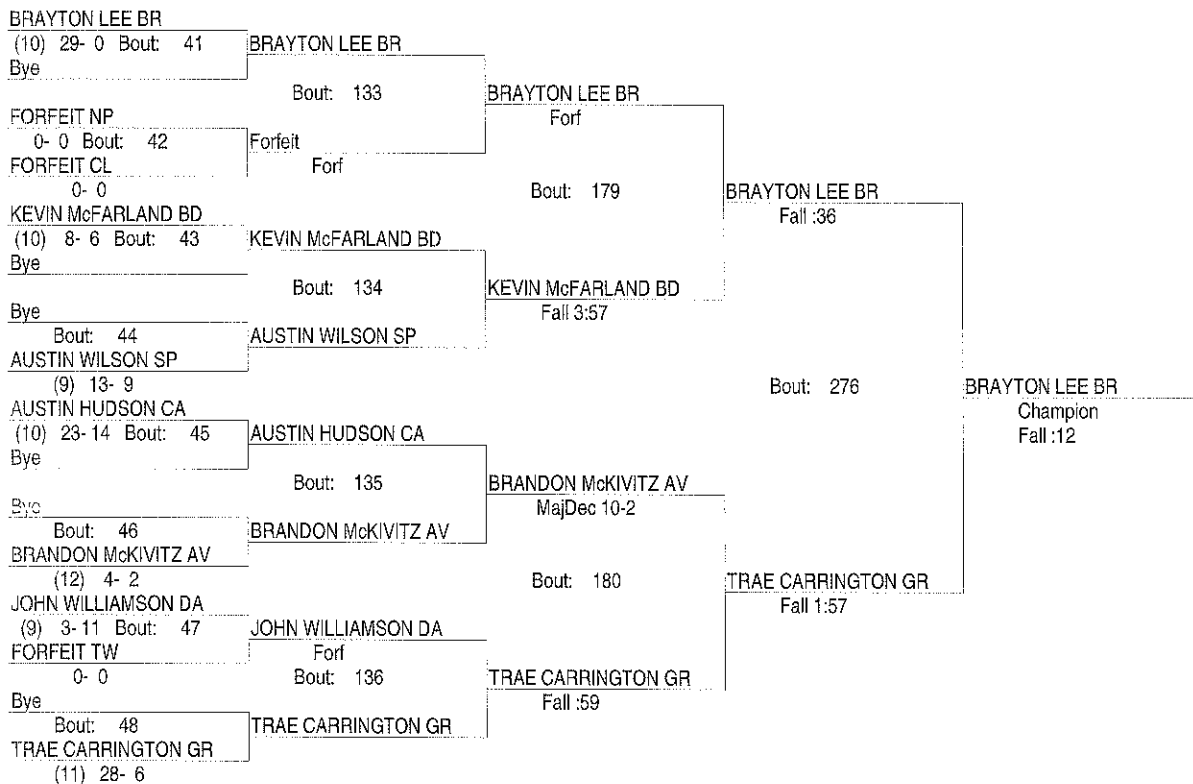 BRAYTON LEE BR
(10) 29- 0 Bout: 41
Bye
BRAYTON LEE BR
Bout: 133
FORFEIT NP
0- 0 Bout: 42
FORFEIT CL
0- 0
Forfeit
Forf
BRAYTON LEE BR
Forf
Bout: 179
KEVIN McFARLAND BD
(10) 8- 6 Bout: 43
Bye
KEVIN McFARLAND BD
Bout: 134
Bye
Bout: 44
AUSTIN WILSON SP
(9) 13- 9
AUSTIN WILSON SP
KEVIN McFARLAND BD
Fall 3:57
BRAYTON LEE BR
Fall :36
Bout: 276
AUSTIN HUDSON CA
(10) 23- 14 Bout: 45
Bye
AUSTIN HUDSON CA
Bout: 135
Bye
Bout: 46
BRANDON McKIVITZ AV
(12) 4- 2
BRANDON McKIVITZ AV
BRANDON McKIVITZ AV
MajDec 10-2
Bout: 180
JOHN WILLIAMSON DA
(9) 3- 11 Bout: 47
FORFEIT TW
0- 0
JOHN WILLIAMSON DA
Forf
Bout: 136
Bye
Bout: 48
TRAE CARRINGTON GR
(11) 28- 6
TRAE CARRINGTON GR
TRAE CARRINGTON GR
Fall :59
TRAE CARRINGTON GR
Fall 1:57
BRAYTON LEE BR
Champion
Fall :12